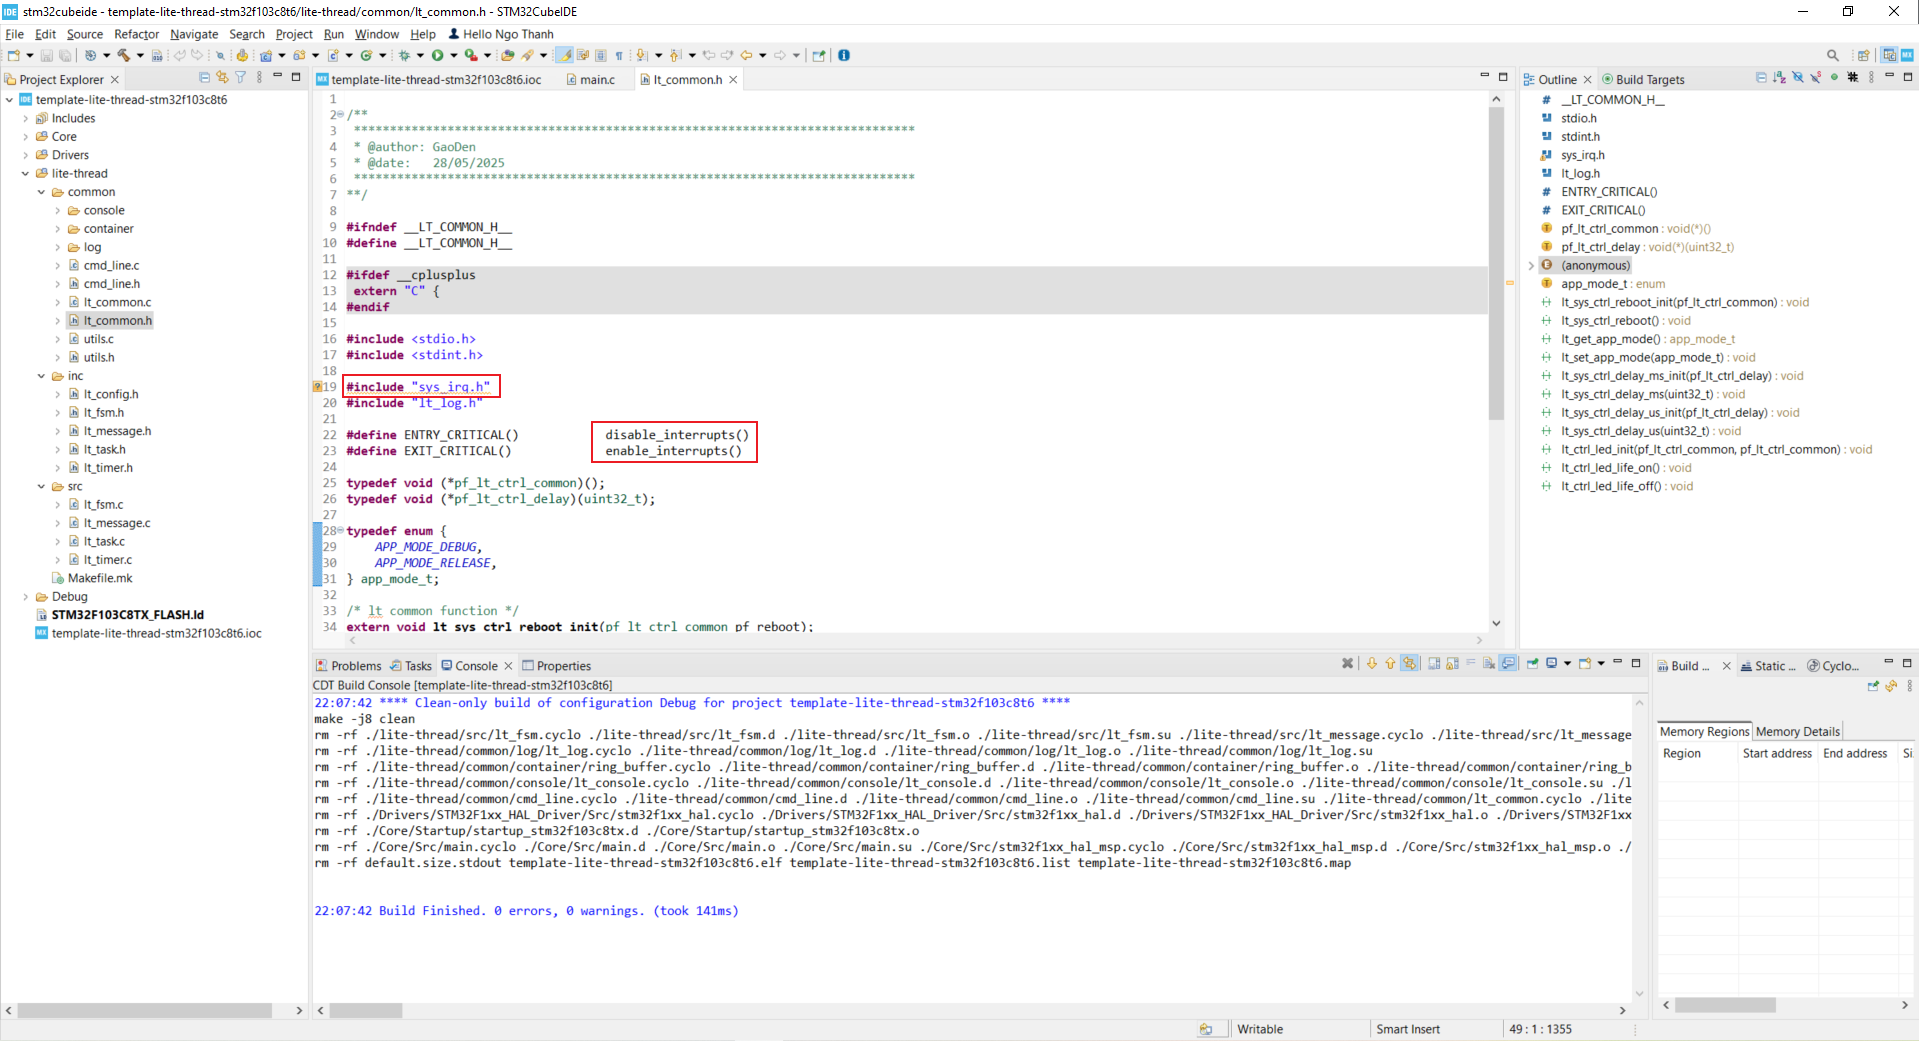 stm32cubeide - template-lite-thread-stm32f103c8t6/lite-thread/common/lt_common.h - STM32CubeIDE
File Edit Source Refactor Navigate Search Project Run Window Help Hello Ngo Thanh
Project Explorer
template-lite-thread-stm32f103c8t6
Includes
Core
Drivers
lite-thread
common
console
container
log
cmd_line.c
cmd_line.h
lt_common.c
lt_common.h
utils.c
utils.h
inc
lt_config.h
lt_fsm.h
lt_message.h
lt_task.h
lt_timer.h
src
lt_fsm.c
lt_message.c
lt_task.c
lt_timer.c
Makefile.mk
Debug
STM32F103C8TX_FLASH.ld
template-lite-thread-stm32f103c8t6.ioc
template-lite-thread-stm32f103c8t6.ioc main.c lt_common.h
1
2 /**
3 ******************************************************************************
4 * @author: GaoDen
5 * @date:   28/05/2025
6 ******************************************************************************
7 **/
8
9 #ifndef __LT_COMMON_H__
10 #define __LT_COMMON_H__
11
12 #ifdef __cplusplus
13 extern "C" {
14 #endif
15
16 #include <stdio.h>
17 #include <stdint.h>
18
19 #include "sys_irq.h"
20 #include "lt_log.h"
21
22 #define ENTRY_CRITICAL() disable_interrupts()
23 #define EXIT_CRITICAL() enable_interrupts()
24
25 typedef void (*pf_lt_ctrl_common)();
26 typedef void (*pf_lt_ctrl_delay)(uint32_t);
27
28 typedef enum {
29 APP_MODE_DEBUG,
30 APP_MODE_RELEASE,
31 } app_mode_t;
32
33 /* lt common function */
34 extern void lt_sys_ctrl_reboot_init(pf_lt_ctrl_common pf_reboot);
Outline Build Targets
__LT_COMMON_H__
stdio.h
stdint.h
sys_irq.h
lt_log.h
ENTRY_CRITICAL()
EXIT_CRITICAL()
pf_lt_ctrl_common : void(*)()
pf_lt_ctrl_delay : void(*)(uint32_t)
(anonymous)
app_mode_t : enum
lt_sys_ctrl_reboot_init(pf_lt_ctrl_common) : void
lt_sys_ctrl_reboot() : void
lt_get_app_mode() : app_mode_t
lt_set_app_mode(app_mode_t) : void
lt_sys_ctrl_delay_ms_init(pf_lt_ctrl_delay) : void
lt_sys_ctrl_delay_ms(uint32_t) : void
lt_sys_ctrl_delay_us_init(pf_lt_ctrl_delay) : void
lt_sys_ctrl_delay_us(uint32_t) : void
lt_ctrl_led_init(pf_lt_ctrl_common, pf_lt_ctrl_common) : void
lt_ctrl_led_life_on() : void
lt_ctrl_led_life_off() : void
Problems Tasks Console Properties
CDT Build Console [template-lite-thread-stm32f103c8t6]
22:07:42 **** Clean-only build of configuration Debug for project template-lite-thread-stm32f103c8t6 ****
make -j8 clean
rm -rf ./lite-thread/src/lt_fsm.cyclo ./lite-thread/src/lt_fsm.d ./lite-thread/src/lt_fsm.o ./lite-thread/src/lt_fsm.su ./lite-thread/src/lt_message.cyclo ./lite-thread/src/lt_message
rm -rf ./lite-thread/common/log/lt_log.cyclo ./lite-thread/common/log/lt_log.d ./lite-thread/common/log/lt_log.o ./lite-thread/common/log/lt_log.su
rm -rf ./lite-thread/common/container/ring_buffer.cyclo ./lite-thread/common/container/ring_buffer.d ./lite-thread/common/container/ring_buffer.o ./lite-thread/common/container/ring_b
rm -rf ./lite-thread/common/console/lt_console.cyclo ./lite-thread/common/console/lt_console.d ./lite-thread/common/console/lt_console.o ./lite-thread/common/console/lt_console.su ./l
rm -rf ./lite-thread/common/cmd_line.cyclo ./lite-thread/common/cmd_line.d ./lite-thread/common/cmd_line.o ./lite-thread/common/cmd_line.su ./lite-thread/common/lt_common.cyclo ./lite
rm -rf ./Drivers/STM32F1xx_HAL_Driver/Src/stm32f1xx_hal.cyclo ./Drivers/STM32F1xx_HAL_Driver/Src/stm32f1xx_hal.d ./Drivers/STM32F1xx_HAL_Driver/Src/stm32f1xx_hal.o ./Drivers/STM32F1xx
rm -rf ./Core/Startup/startup_stm32f103c8tx.d ./Core/Startup/startup_stm32f103c8tx.o
rm -rf ./Core/Src/main.cyclo ./Core/Src/main.d ./Core/Src/main.o ./Core/Src/main.su ./Core/Src/stm32f1xx_hal_msp.cyclo ./Core/Src/stm32f1xx_hal_msp.d ./Core/Src/stm32f1xx_hal_msp.o ./
rm -rf default.size.stdout template-lite-thread-stm32f103c8t6.elf template-lite-thread-stm32f103c8t6.list template-lite-thread-stm32f103c8t6.map
22:07:42 Build Finished. 0 errors, 0 warnings. (took 141ms)
Build ... Static ... Cyclo...
Memory Regions Memory Details
Region Start address End address Si
Writable Smart Insert 49 : 1 : 1355